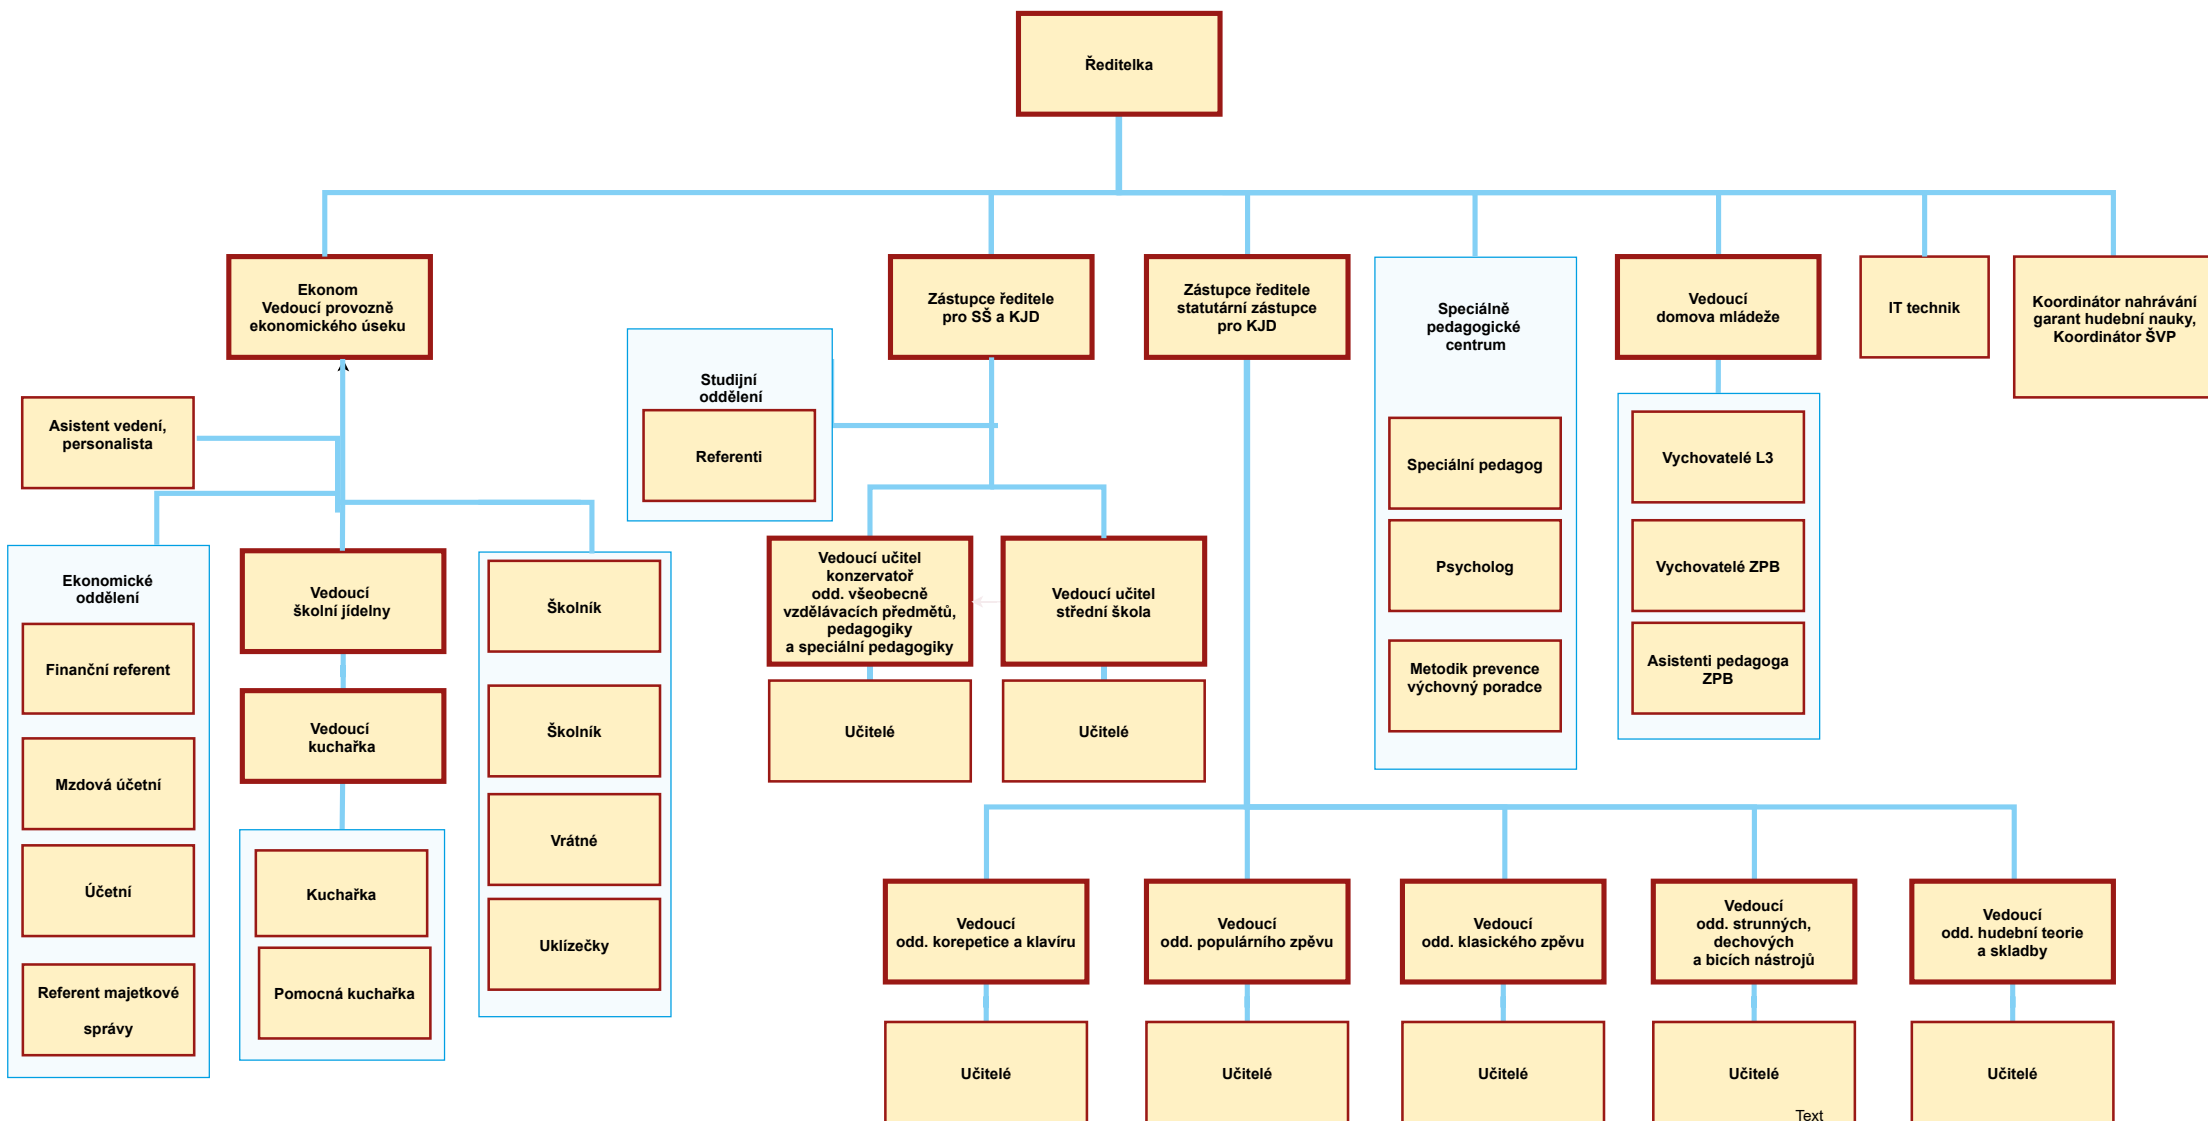 Ředitelka
Ekonom
Vedoucí provozně
ekonomického úseku
Zástupce ředitele
pro SŠ a KJD
Zástupce ředitele
statutární zástupce
pro KJD
Speciálně
pedagogické
centrum
Vedoucí
domova mládeže
IT technik
Koordinátor nahrávání
garant hudební nauky,
Koordinátor ŠVP
Asistent vedení,
personalista
Studijní
oddělení
Referenti
Speciální pedagog
Psycholog
Metodik prevence
výchovný poradce
Vychovatelé L3
Vychovatelé ZPB
Asistenti pedagoga
ZPB
Ekonomické
oddělení
Finanční referent
Mzdová účetní
Účetní
Referent majetkové
správy
Vedoucí
školní jídelny
Vedoucí
kuchařka
Kuchařka
Pomocná kuchařka
Školník
Školník
Vrátné
Uklízečky
Vedoucí učitel
konzervatoř
odd. všeobecně
vzdělávacích předmětů,
pedagogiky
a speciální pedagogiky
Vedoucí učitel
střední škola
Učitelé
Učitelé
Vedoucí
odd. korepetice a klavíru
Vedoucí
odd. populárního zpěvu
Vedoucí
odd. klasického zpěvu
Vedoucí
odd. strunných,
dechových
a bicích nástrojů
Vedoucí
odd. hudební teorie
a skladby
Učitelé
Učitelé
Učitelé
Učitelé
Učitelé
Text